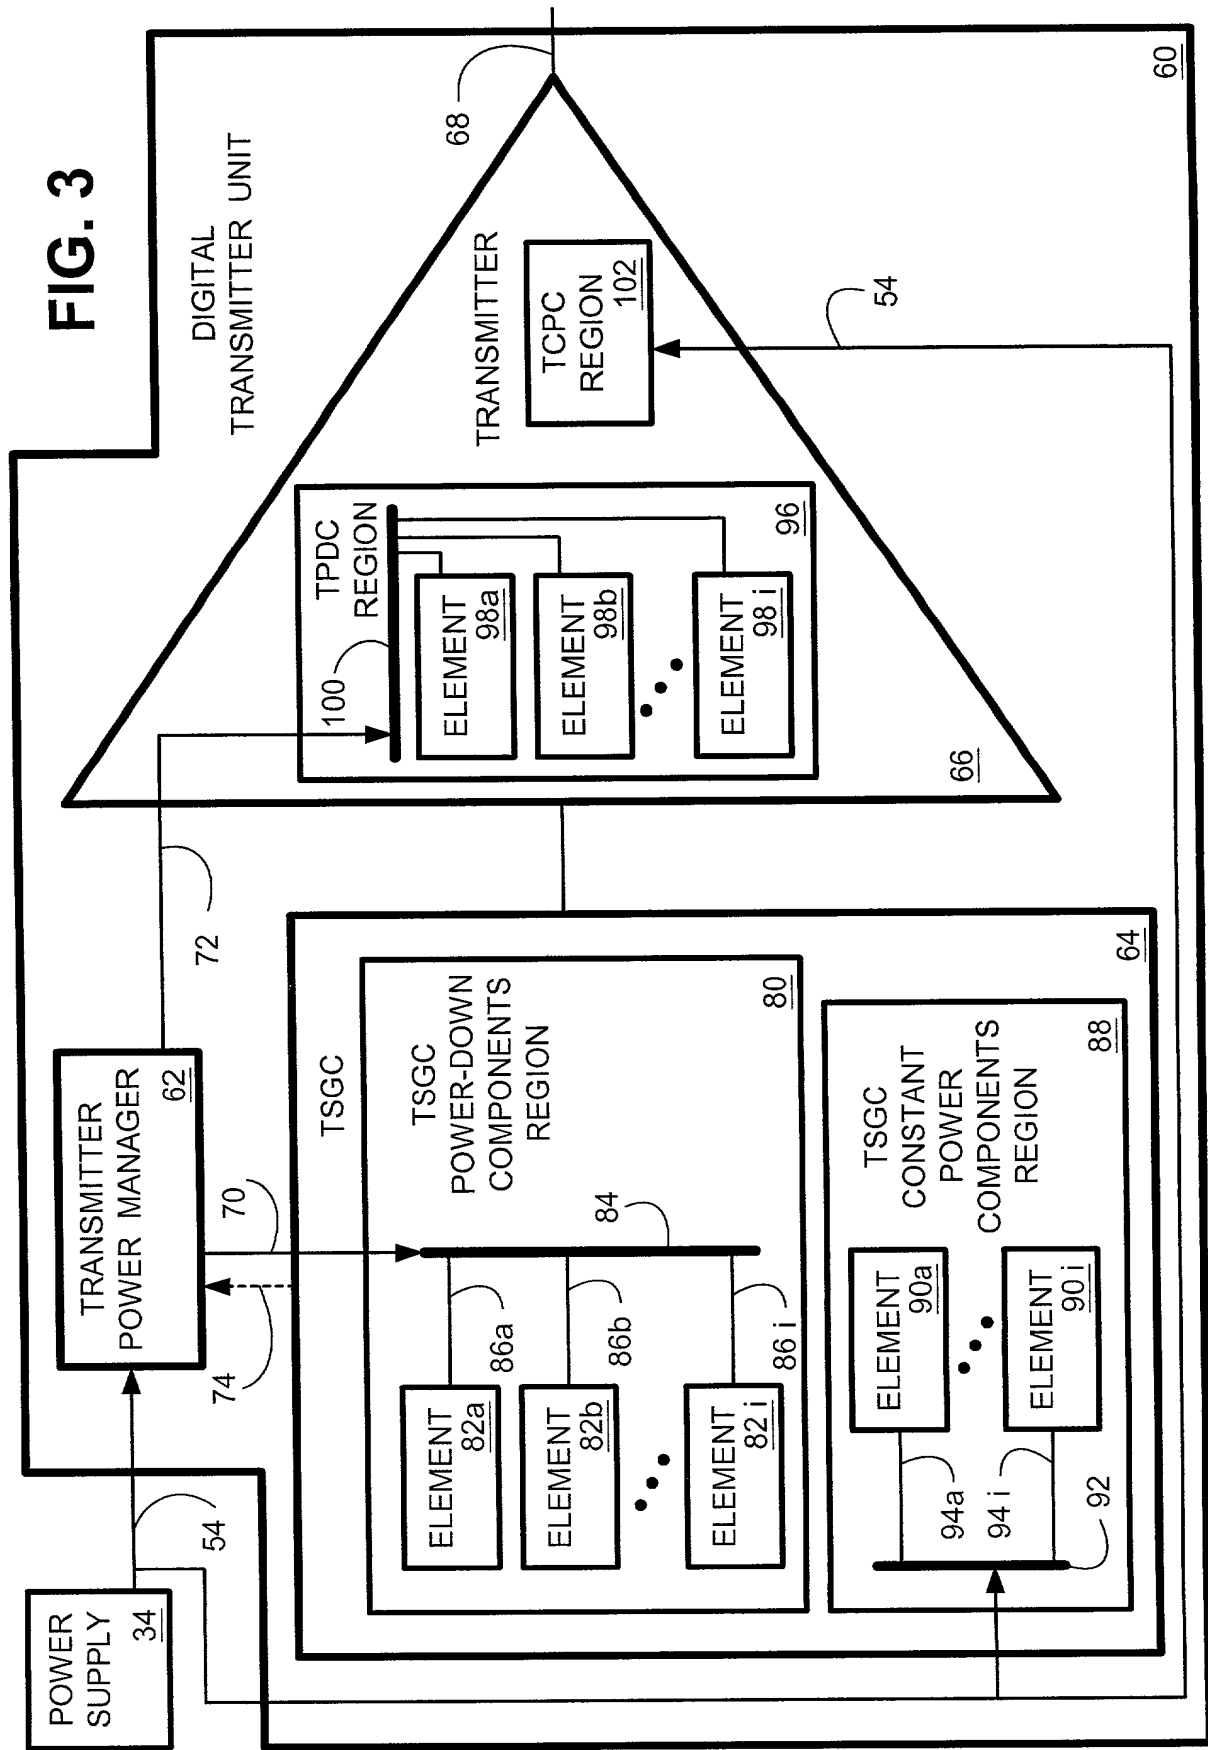 FIG. 3
POWER
SUPPLY
34
54
TRANSMITTER
POWER MANAGER
62
74
70
72
DIGITAL
TRANSMITTER UNIT
60
TSGC
64
TSGC
POWER-DOWN
COMPONENTS
REGION
80
84
ELEMENT
82a
86a
ELEMENT
82b
86b
ELEMENT
82 i
86 i
TSGC
CONSTANT
POWER
COMPONENTS
REGION
88
ELEMENT
90a
ELEMENT
90 i
94a
94 i
92
TRANSMITTER
66
68
TPDC
REGION
96
100
ELEMENT
98a
ELEMENT
98b
ELEMENT
98 i
TCPC
REGION
102
54